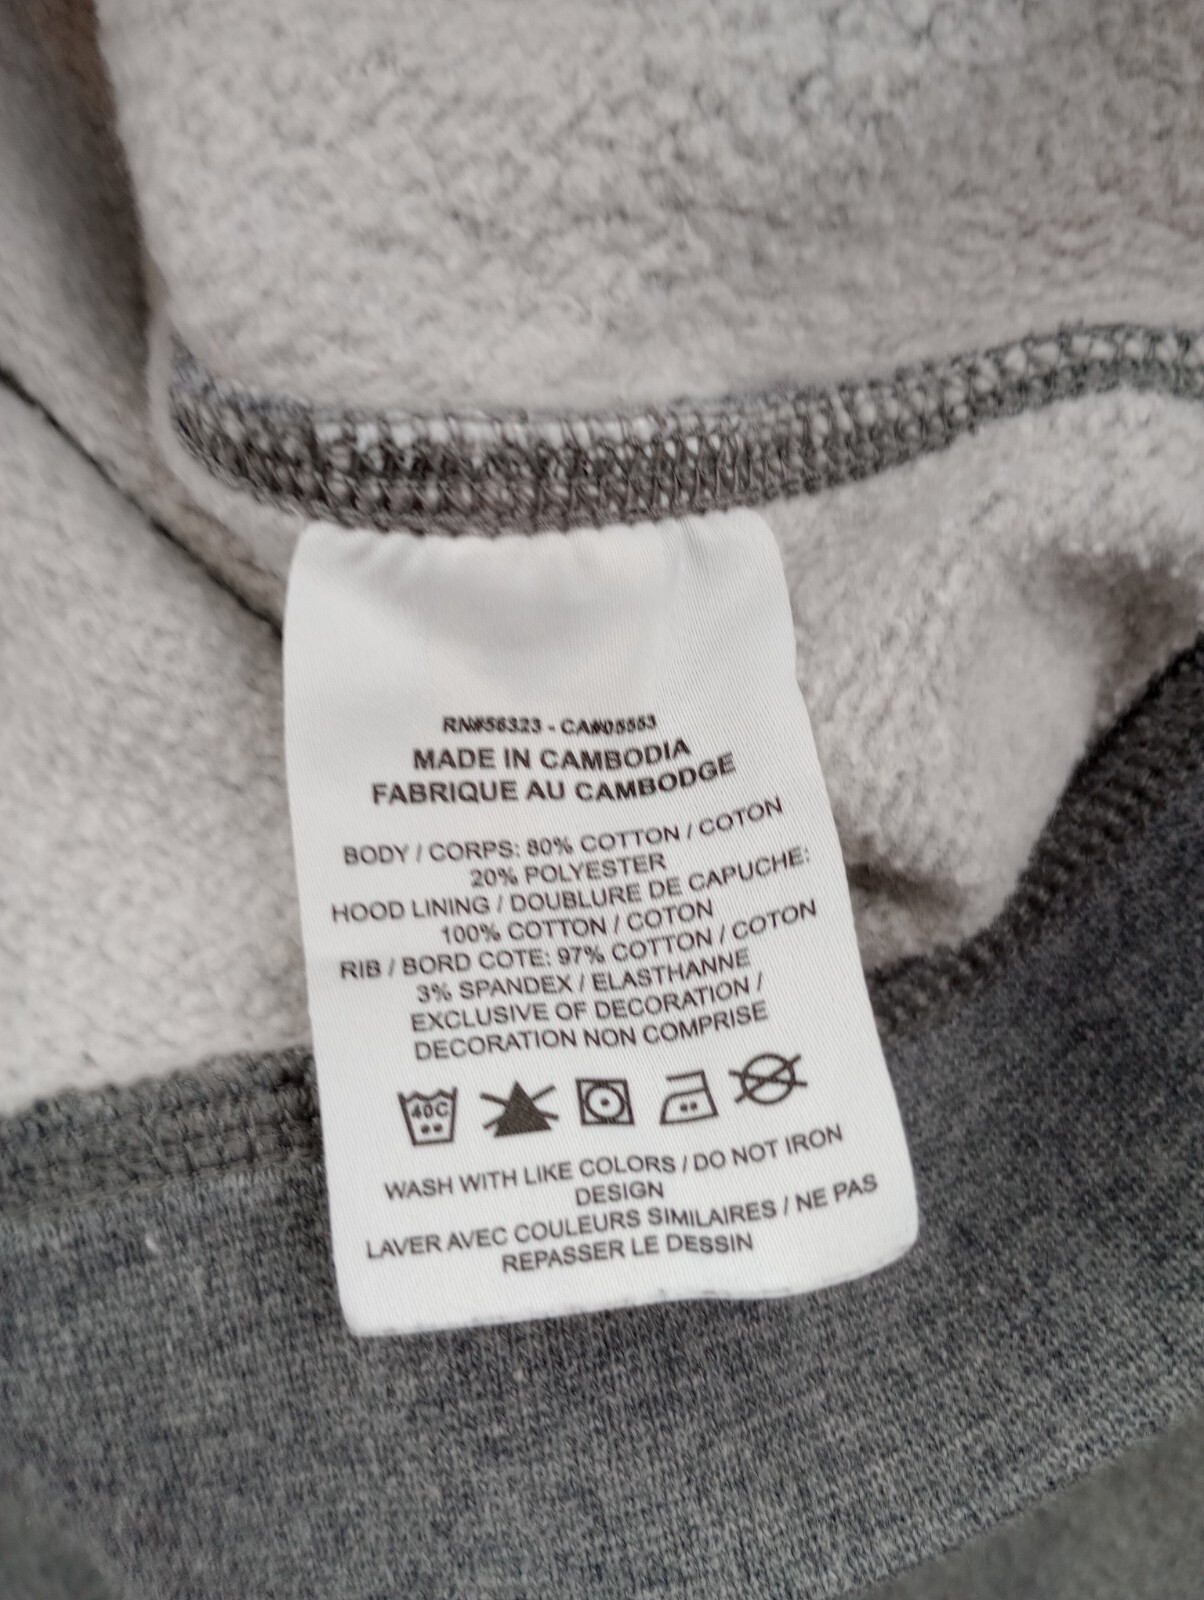 RN#56323 - CA#05553
MADE IN CAMBODIA
FABRIQUE AU CAMBODGE
BODY / CORPS: 80% COTTON / COTON
20% POLYESTER
HOOD LINING / DOUBLURE DE CAPUCHE:
100% COTTON / COTON
RIB / BORD COTE: 97% COTTON / COTON
3% SPANDEX / ELASTHANNE
EXCLUSIVE OF DECORATION /
DECORATION NON COMPRISE
40C
WASH WITH LIKE COLORS / DO NOT IRON
DESIGN
LAVER AVEC COULEURS SIMILAIRES / NE PAS
REPASSER LE DESSIN